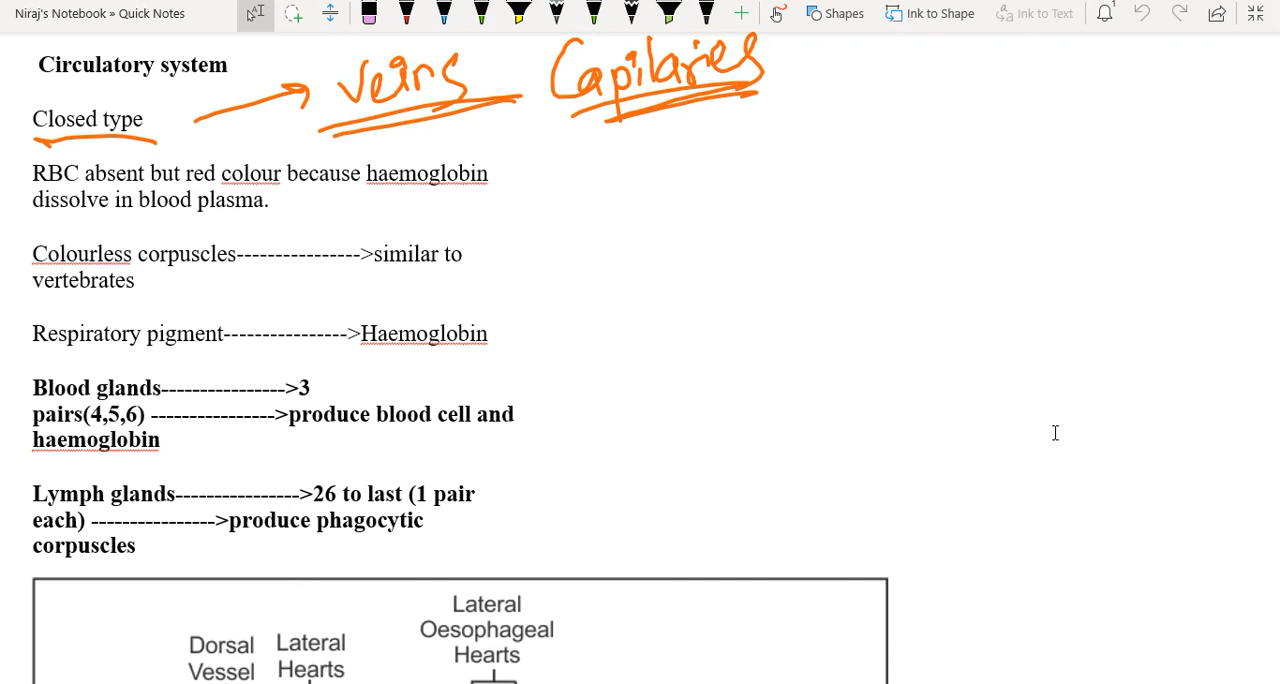 Niraj's Notebook » Quick Notes
Shapes
Ink to Shape
Ink to Text
1
Circulatory system
veins Capilaries
Closed type
RBC absent but red colour because haemoglobin
dissolve in blood plasma.
Colourless corpuscles---------------->similar to
vertebrates
Respiratory pigment---------------->Haemoglobin
Blood glands---------------->3
pairs(4,5,6) ---------------->produce blood cell and
haemoglobin
Lymph glands---------------->26 to last (1 pair
each) ---------------->produce phagocytic
corpuscles
Lateral
Oesophageal
Hearts
Dorsal
Vessel
Lateral
Hearts